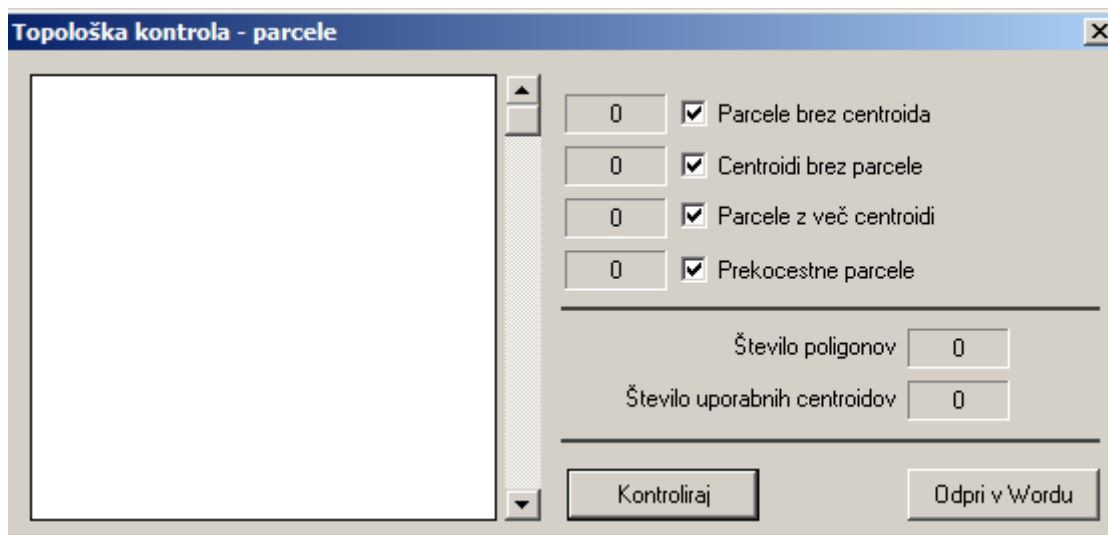 Topološka kontrola - parcele
0 Parcele brez centroida
0 Centroidi brez parcele
0 Parcele z več centroidi
0 Prekocestne parcele
Število poligonov 0
Število uporabnih centroidov 0
Kontroliraj Odpri v Wordu